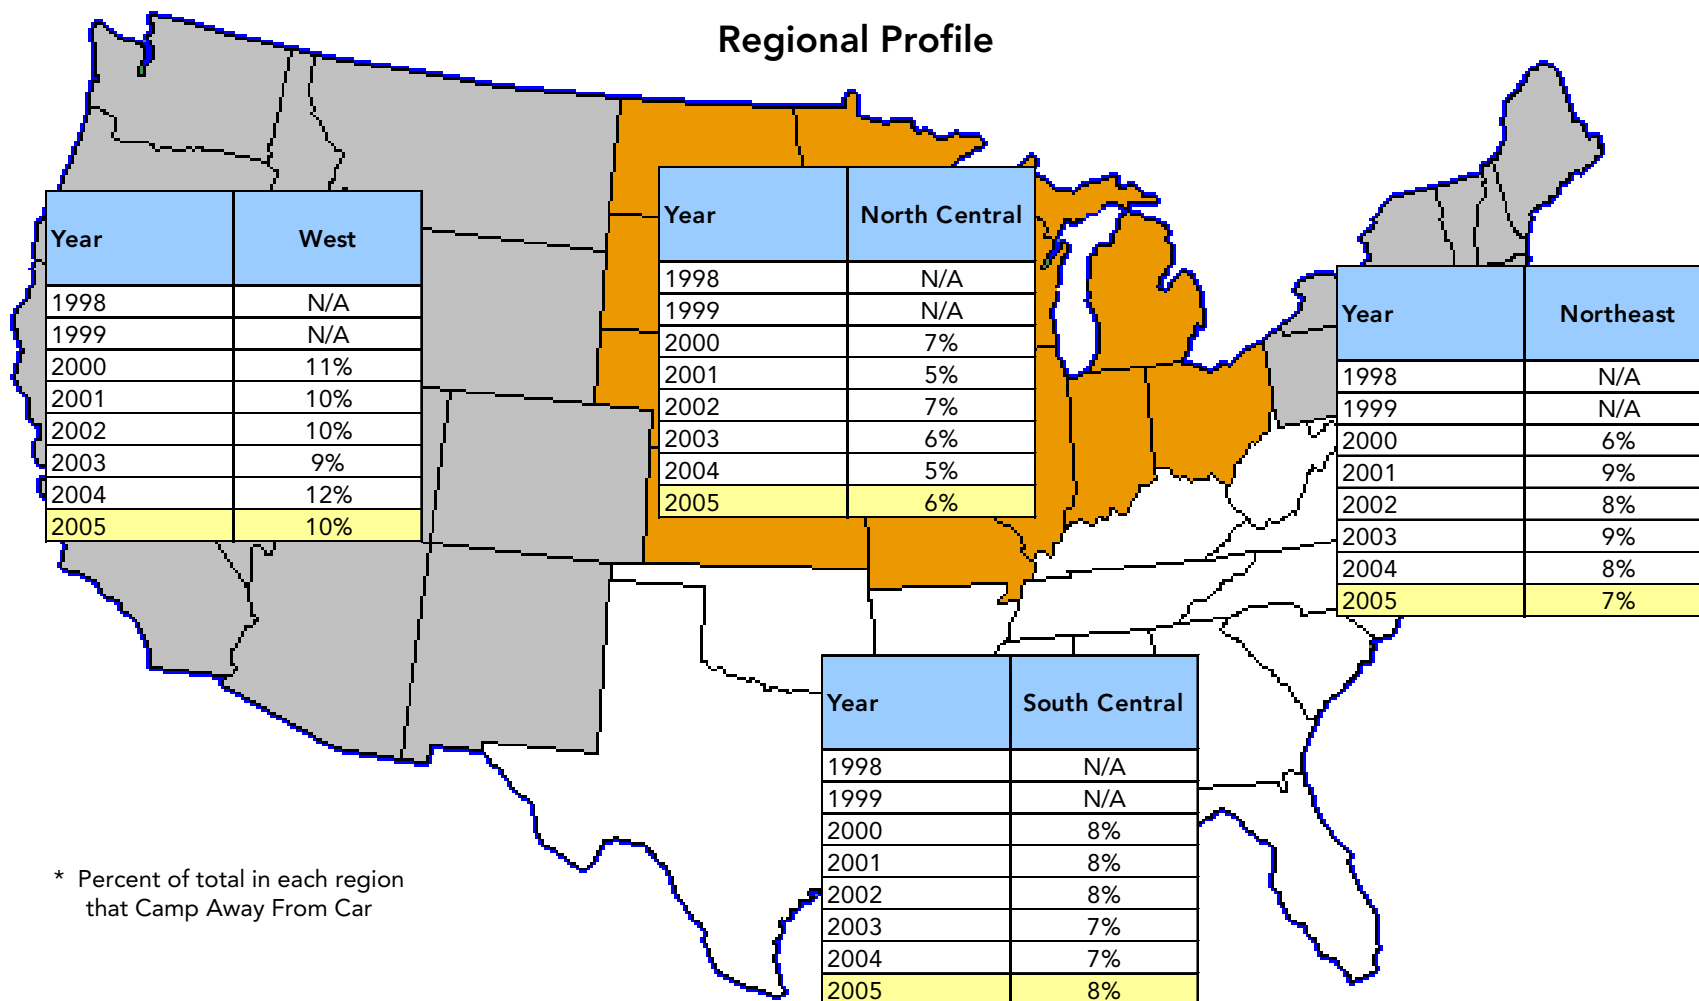 Regional Profile
Year West
1998 N/A
1999 N/A
2000 11%
2001 10%
2002 10%
2003 9%
2004 12%
2005 10%
Year North Central
1998 N/A
1999 N/A
2000 7%
2001 5%
2002 7%
2003 6%
2004 5%
2005 6%
Year Northeast
1998 N/A
1999 N/A
2000 6%
2001 9%
2002 8%
2003 9%
2004 8%
2005 7%
Year South Central
1998 N/A
1999 N/A
2000 8%
2001 8%
2002 8%
2003 7%
2004 7%
2005 8%
* Percent of total in each region
that Camp Away From Car